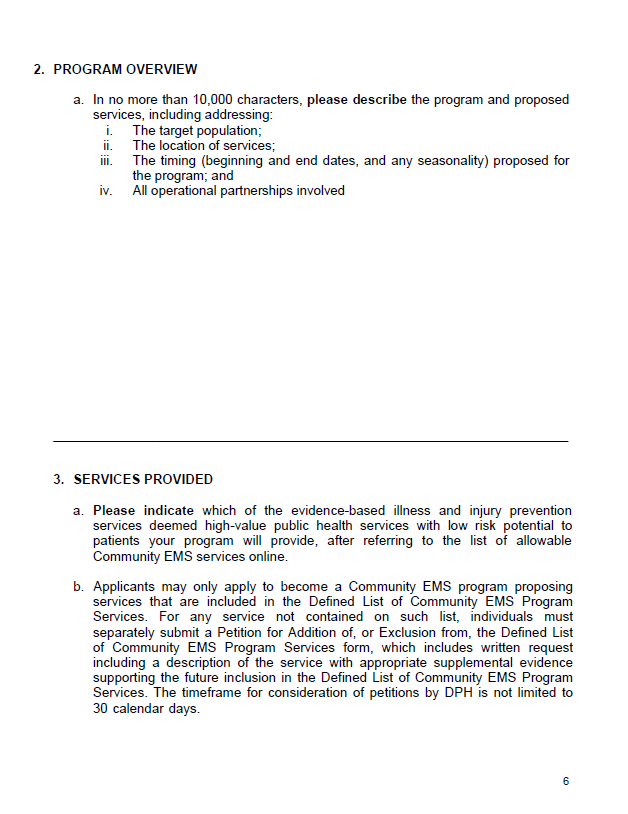 2. PROGRAM OVERVIEW
a. In no more than 10,000 characters, please describe the program and proposed
services, including addressing:
i. The target population;
ii. The location of services;
iii. The timing (beginning and end dates, and any seasonality) proposed for
the program; and
iv. All operational partnerships involved
3. SERVICES PROVIDED
a. Please indicate which of the evidence-based illness and injury prevention
services deemed high-value public health services with low risk potential to
patients your program will provide, after referring to the list of allowable
Community EMS services online.
b. Applicants may only apply to become a Community EMS program proposing
services that are included in the Defined List of Community EMS Program
Services. For any service not contained on such list, individuals must
separately submit a Petition for Addition of, or Exclusion from, the Defined List
of Community EMS Program Services form, which includes written request
including a description of the service with appropriate supplemental evidence
supporting the future inclusion in the Defined List of Community EMS Program
Services. The timeframe for consideration of petitions by DPH is not limited to
30 calendar days.
6